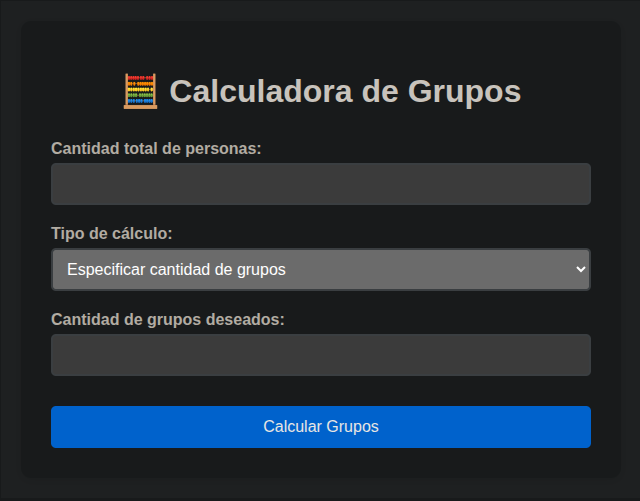 🧮 Calculadora de Grupos
Cantidad total de personas:
Tipo de cálculo:
Especificar cantidad de grupos
Cantidad de grupos deseados:
Calcular Grupos